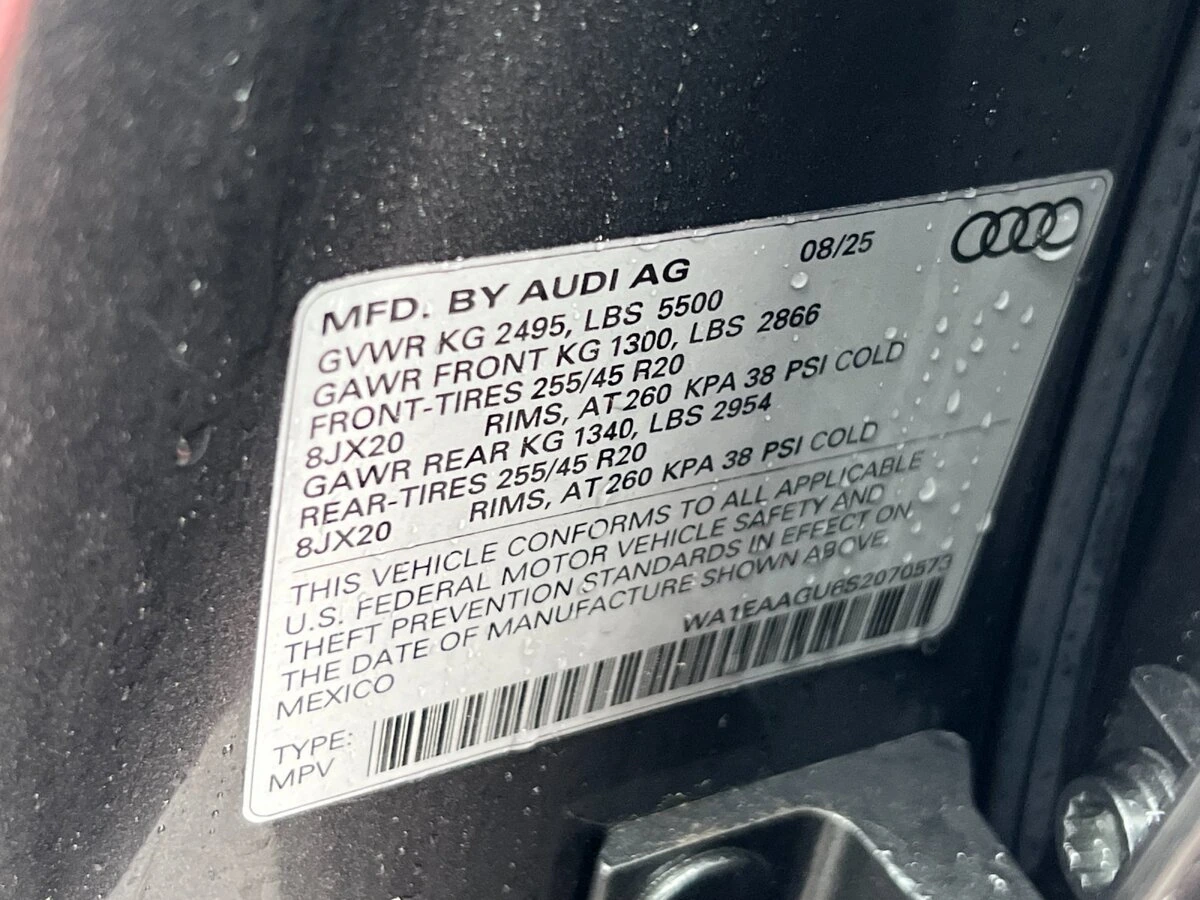 MFD. BY AUDI AG 08/25
GVWR KG 2495, LBS 5500
GAWR FRONT KG 1300, LBS 2866
FRONT-TIRES 255/45 R20
8JX20 RIMS, AT 260 KPA 38 PSI COLD
GAWR REAR KG 1340, LBS 2954
REAR-TIRES 255/45 R20
8JX20 RIMS, AT 260 KPA 38 PSI COLD
THIS VEHICLE CONFORMS TO ALL APPLICABLE
U.S. FEDERAL MOTOR VEHICLE SAFETY AND
THEFT PREVENTION STANDARDS IN EFFECT ON
THE DATE OF MANUFACTURE SHOWN ABOVE.
MEXICO WA1EAAGU6S2070573
TYPE:
MPV